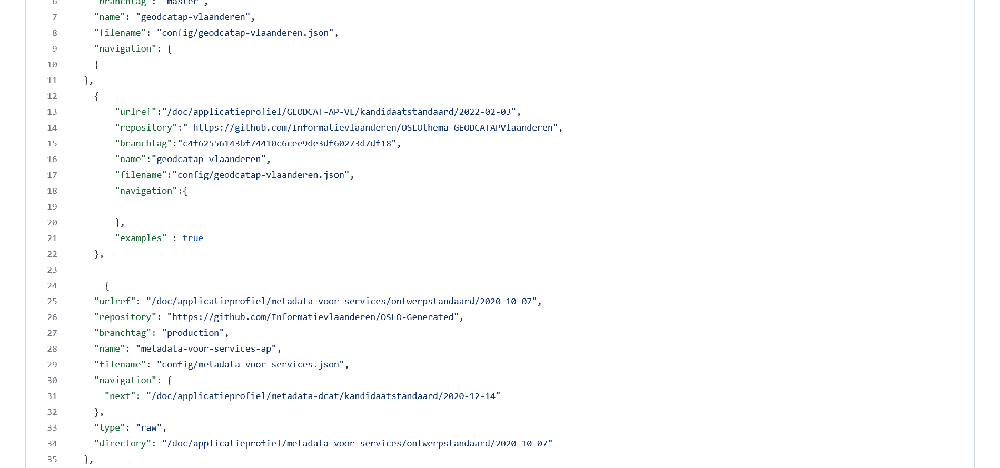 6 "branchtag": "master",
7 "name": "geodcatap-vlaanderen",
8 "filename": "config/geodcatap-vlaanderen.json",
9 "navigation": {
10 }
11 },
12 {
13 "urlref":"/doc/applicatieprofiel/GEODCAT-AP-VL/kandidaatstandaard/2022-02-03",
14 "repository":" https://github.com/Informatievlaanderen/OSLOthema-GEODCATAPVlaanderen",
15 "branchtag":"c4f62556143bf74410c6cee9de3df60273d7df18",
16 "name":"geodcatap-vlaanderen",
17 "filename":"config/geodcatap-vlaanderen.json",
18 "navigation":{
19
20 },
21 "examples" : true
22 },
23
24 {
25 "urlref": "/doc/applicatieprofiel/metadata-voor-services/ontwerpstandaard/2020-10-07",
26 "repository": "https://github.com/Informatievlaanderen/OSLO-Generated",
27 "branchtag": "production",
28 "name": "metadata-voor-services-ap",
29 "filename": "config/metadata-voor-services.json",
30 "navigation": {
31 "next": "/doc/applicatieprofiel/metadata-dcat/kandidaatstandaard/2020-12-14"
32 },
33 "type": "raw",
34 "directory": "/doc/applicatieprofiel/metadata-voor-services/ontwerpstandaard/2020-10-07"
35 },